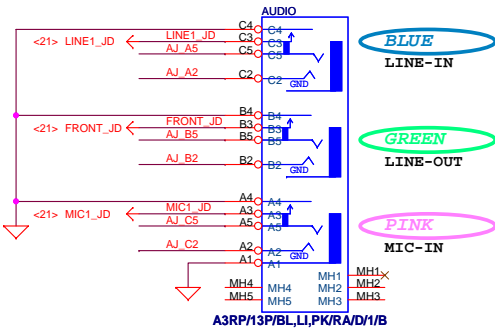 AUDIO
C4 C4
<21> LINE1_JD LINE1_JD C3 C3
AJ_A5 C5 C5
BLUE
LINE-IN
AJ_A2 C2 C2
GND
B4 B4
<21> FRONT_JD FRONT_JD B3 B3
AJ_B5 B5 B5
GREEN
LINE-OUT
AJ_B2 B2 B2
GND
A4 A4
<21> MIC1_JD MIC1_JD A3 A3
AJ_C5 A5 A5
PINK
MIC-IN
AJ_C2 A2 A2
GND
A1 A1
MH1 MH1
MH4 MH4 MH2 MH2
MH5 MH5 MH3 MH3
A3RP/13P/BL,LI,PK/RA/D/1/B